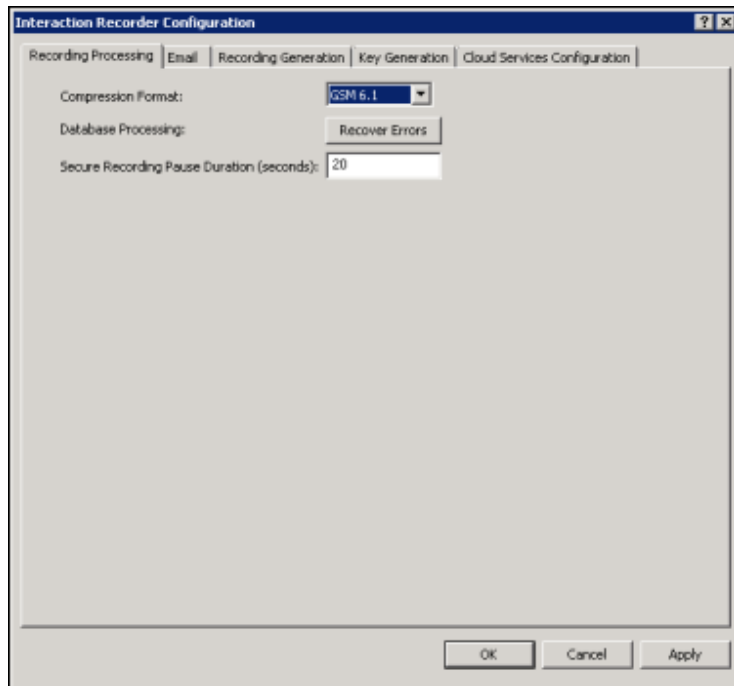 Interaction Recorder Configuration
Recording Processing Email Recording Generation Key Generation Cloud Services Configuration
Compression Format: GSM 6.1
Database Processing: Recover Errors
Secure Recording Pause Duration (seconds): 20
OK Cancel Apply